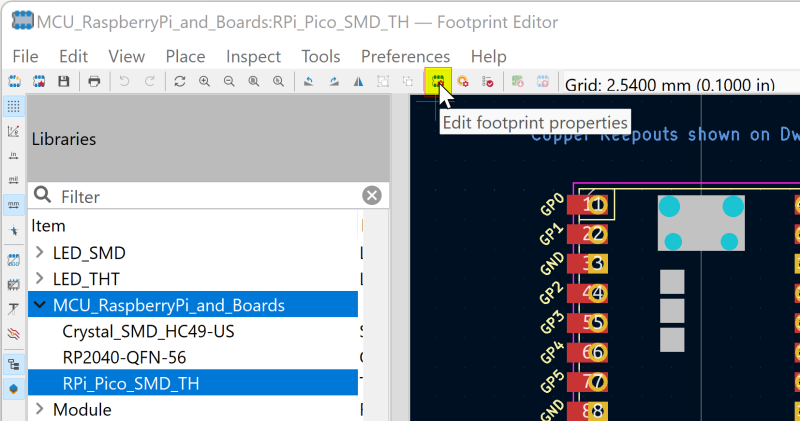 MCU_RaspberryPi_and_Boards:RPi_Pico_SMD_TH — Footprint Editor
File Edit View Place Inspect Tools Preferences Help
Grid: 2.5400 mm (0.1000 in)
Edit footprint properties
Copper Keepouts shown on Dw
Libraries
Filter
Item
LED_SMD
LED_THT
MCU_RaspberryPi_and_Boards
Crystal_SMD_HC49-US
RP2040-QFN-56
RPi_Pico_SMD_TH
Module
in
mil
mm
GP0 1 1
GP1 2 2
GND 3 3
GP2 4 4
GP3 5 5
GP4 6 6
GP5 7 7
GND 8 8